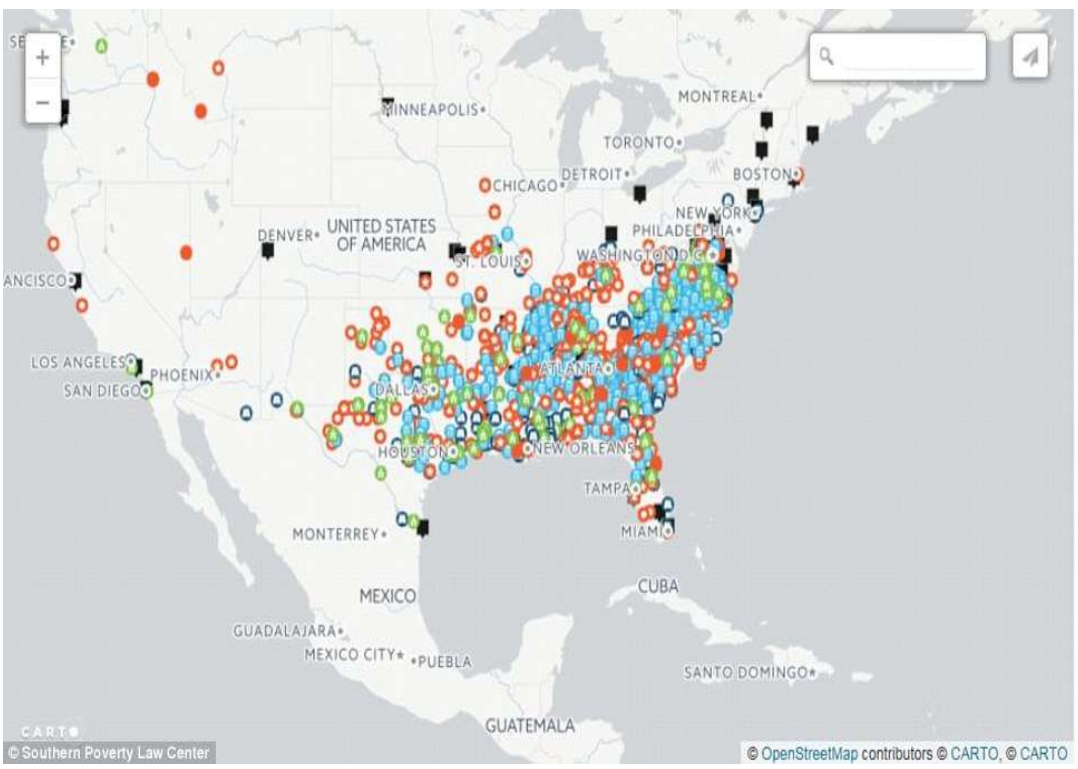 SE
MONTREAL
MINNEAPOLIS
TORONTO
CHICAGO
DETROIT
BOSTON
NEW YORK
PHILADELPHIA
UNITED STATES
OF AMERICA
DENVER
ST. LOUIS
WASHINGTON D.C.
ANCISCO
LOS ANGELES
PHOENIX
SAN DIEGO
DALLAS
ATLANTA
HOUSTON
NEW ORLEANS
TAMPA
MONTERREY
MIAMI
MEXICO
CUBA
GUADALAJARA
MEXICO CITY
PUEBLA
SANTO DOMINGO
GUATEMALA
CARTO
© Southern Poverty Law Center
© OpenStreetMap contributors © CARTO, © CARTO